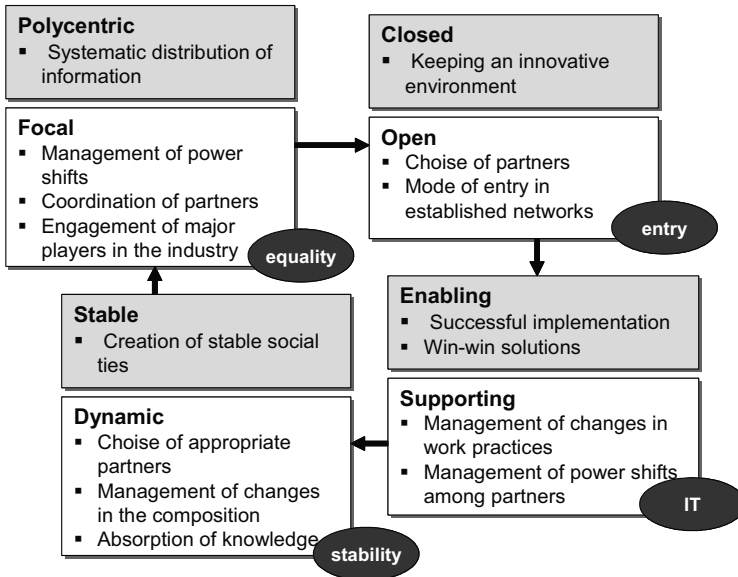 Polycentric
▪ Systematic distribution of
information
Focal
▪ Management of power
shifts
▪ Coordination of partners
▪ Engagement of major
players in the industry
equality
Closed
▪ Keeping an innovative
environment
Open
▪ Choise of partners
▪ Mode of entry in
established networks
entry
Stable
▪ Creation of stable social
ties
Dynamic
▪ Choise of appropriate
partners
▪ Management of changes
in the composition
▪ Absorption of knowledge
stability
Enabling
▪ Successful implementation
▪ Win-win solutions
Supporting
▪ Management of changes in
work practices
▪ Management of power shifts
among partners
IT